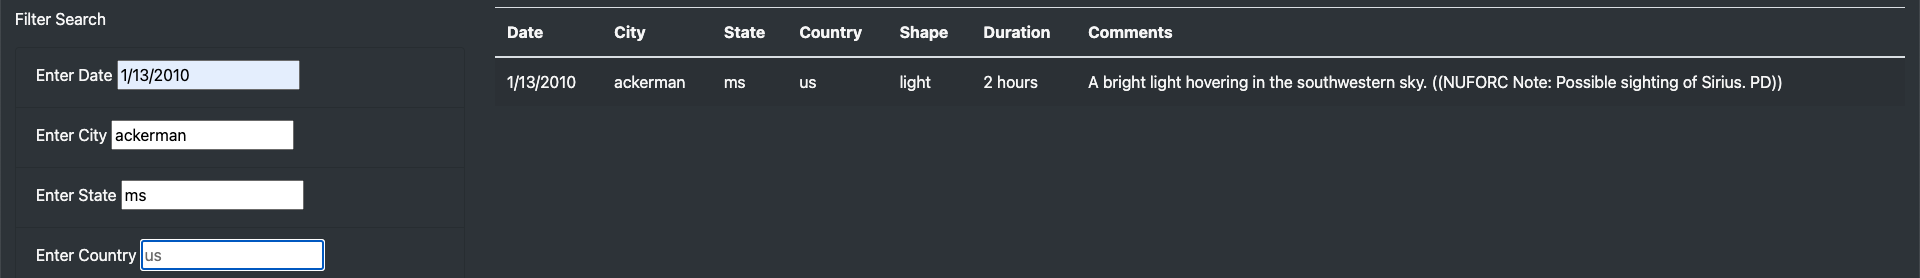 Filter Search
Enter Date 1/13/2010
Enter City ackerman
Enter State ms
Enter Country us
Date City State Country Shape Duration Comments
1/13/2010 ackerman ms us light 2 hours A bright light hovering in the southwestern sky. ((NUFORC Note: Possible sighting of Sirius. PD))